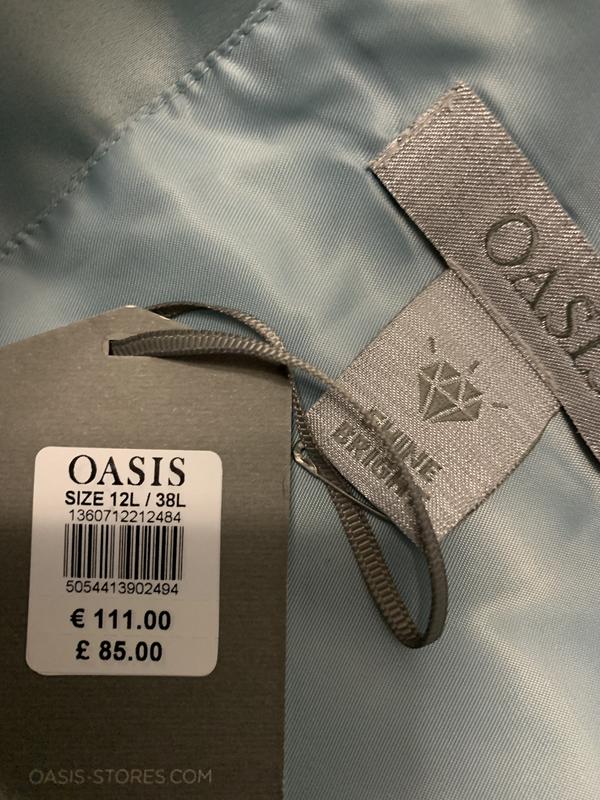 OASIS
SHINE
BRIGHT
OASIS
SIZE 12L / 38L
1360712212484
5054413902494
€ 111.00
£ 85.00
OASIS-STORES.COM